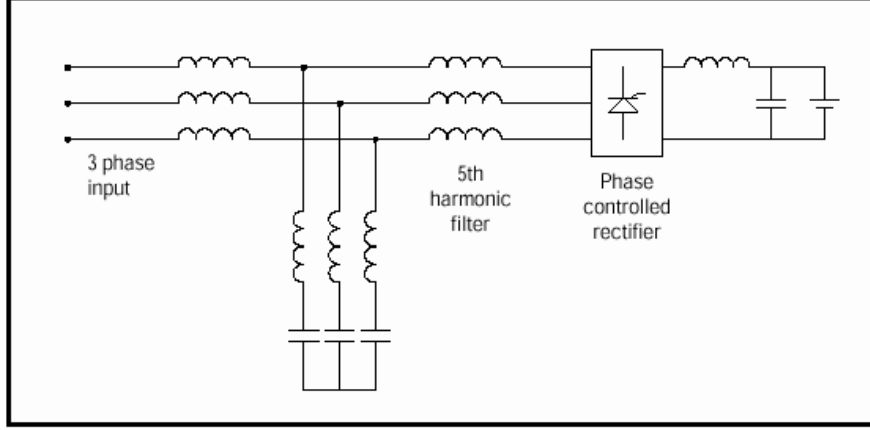 3 phase
input
5th
harmonic
filter
Phase
controlled
rectifier